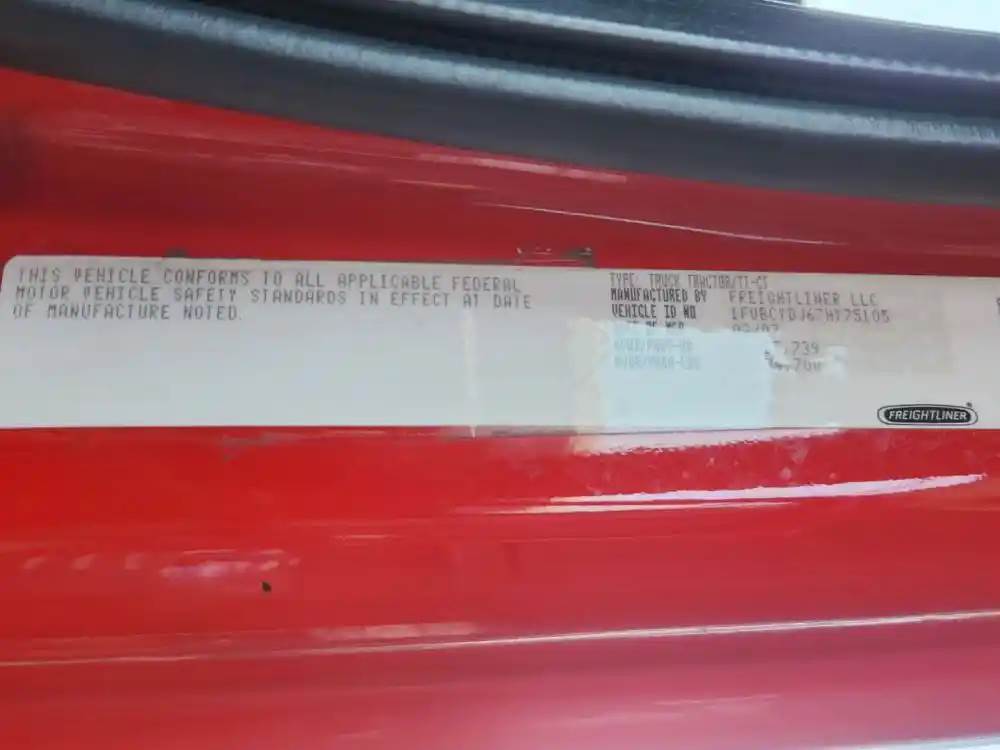 THIS VEHICLE CONFORMS TO ALL APPLICABLE FEDERAL
MOTOR VEHICLE SAFETY STANDARDS IN EFFECT AT DATE
OF MANUFACTURE NOTED.
TYPE: TRUCK TRACTOR/TT-CT
MANUFACTURED BY FREIGHTLINER LLC
VEHICLE ID NO
OF
FREIGHTLINER